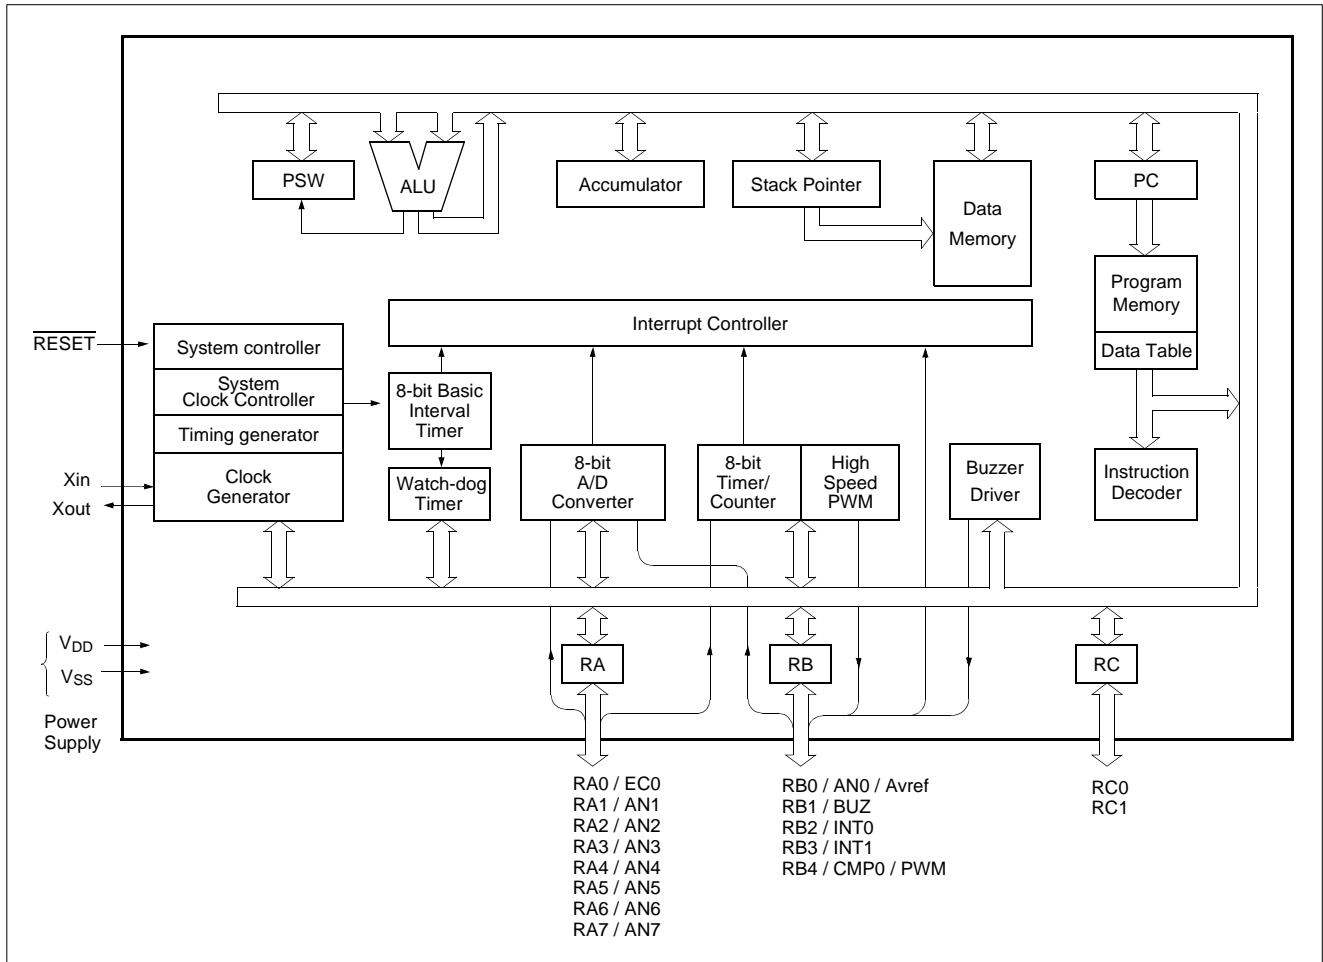 PSW
ALU
Accumulator
Stack Pointer
Data
Memory
PC
Program
Memory
Data Table
Interrupt Controller
RESET
System controller
System
Clock Controller
Timing generator
Clock
Generator
Xin
Xout
8-bit Basic
Interval
Timer
Watch-dog
Timer
8-bit
A/D
Converter
8-bit
Timer/
Counter
High
Speed
PWM
Buzzer
Driver
Instruction
Decoder
VDD
VSS
Power
Supply
RA
RB
RC
RA0 / EC0
RA1 / AN1
RA2 / AN2
RA3 / AN3
RA4 / AN4
RA5 / AN5
RA6 / AN6
RA7 / AN7
RB0 / AN0 / Avref
RB1 / BUZ
RB2 / INT0
RB3 / INT1
RB4 / CMP0 / PWM
RC0
RC1